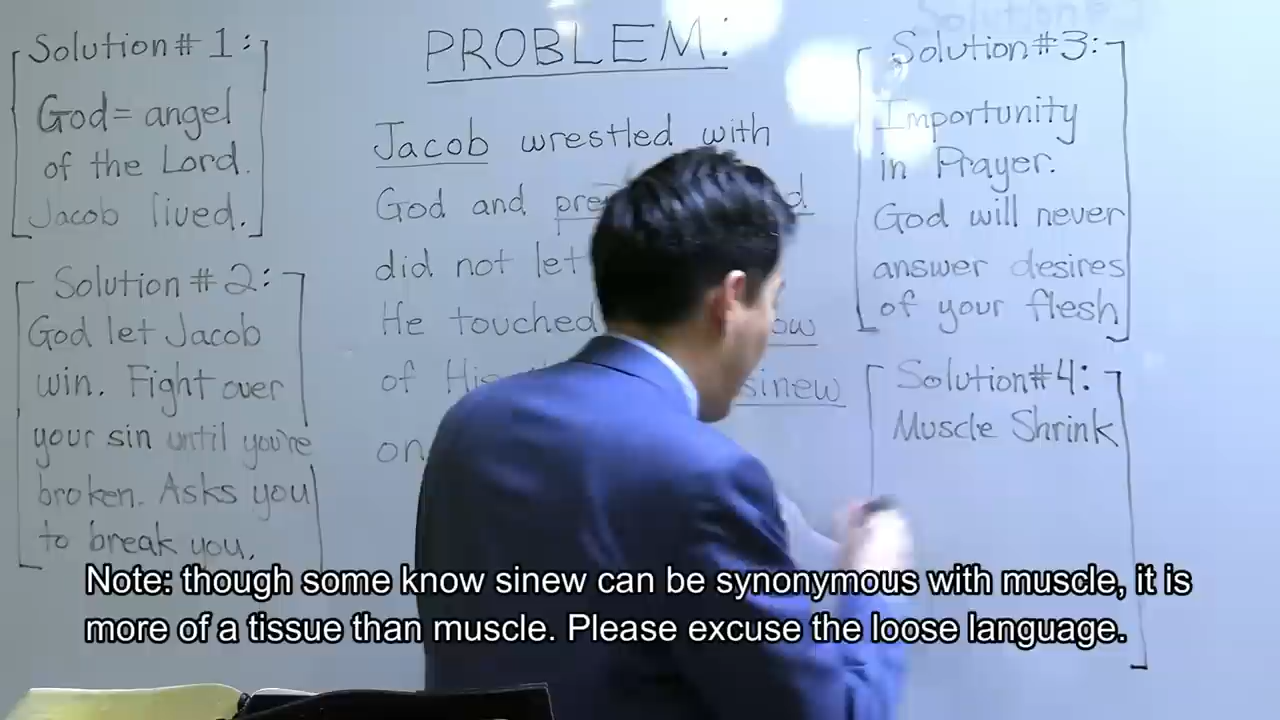 Solution #1:
God = angel
of the Lord.
Jacob lived.
Solution #2:
God let Jacob
win. Fight over
your sin until you're
broken. Asks you
to break you.
PROBLEM:
Jacob wrestled with
God and
did not let
He touched
of His sinew
on
Solution #3:
Importunity
in Prayer.
God will never
answer desires
of your flesh
Solution #4:
Muscle Shrink
Note: though some know sinew can be synonymous with muscle, it is
more of a tissue than muscle. Please excuse the loose language.